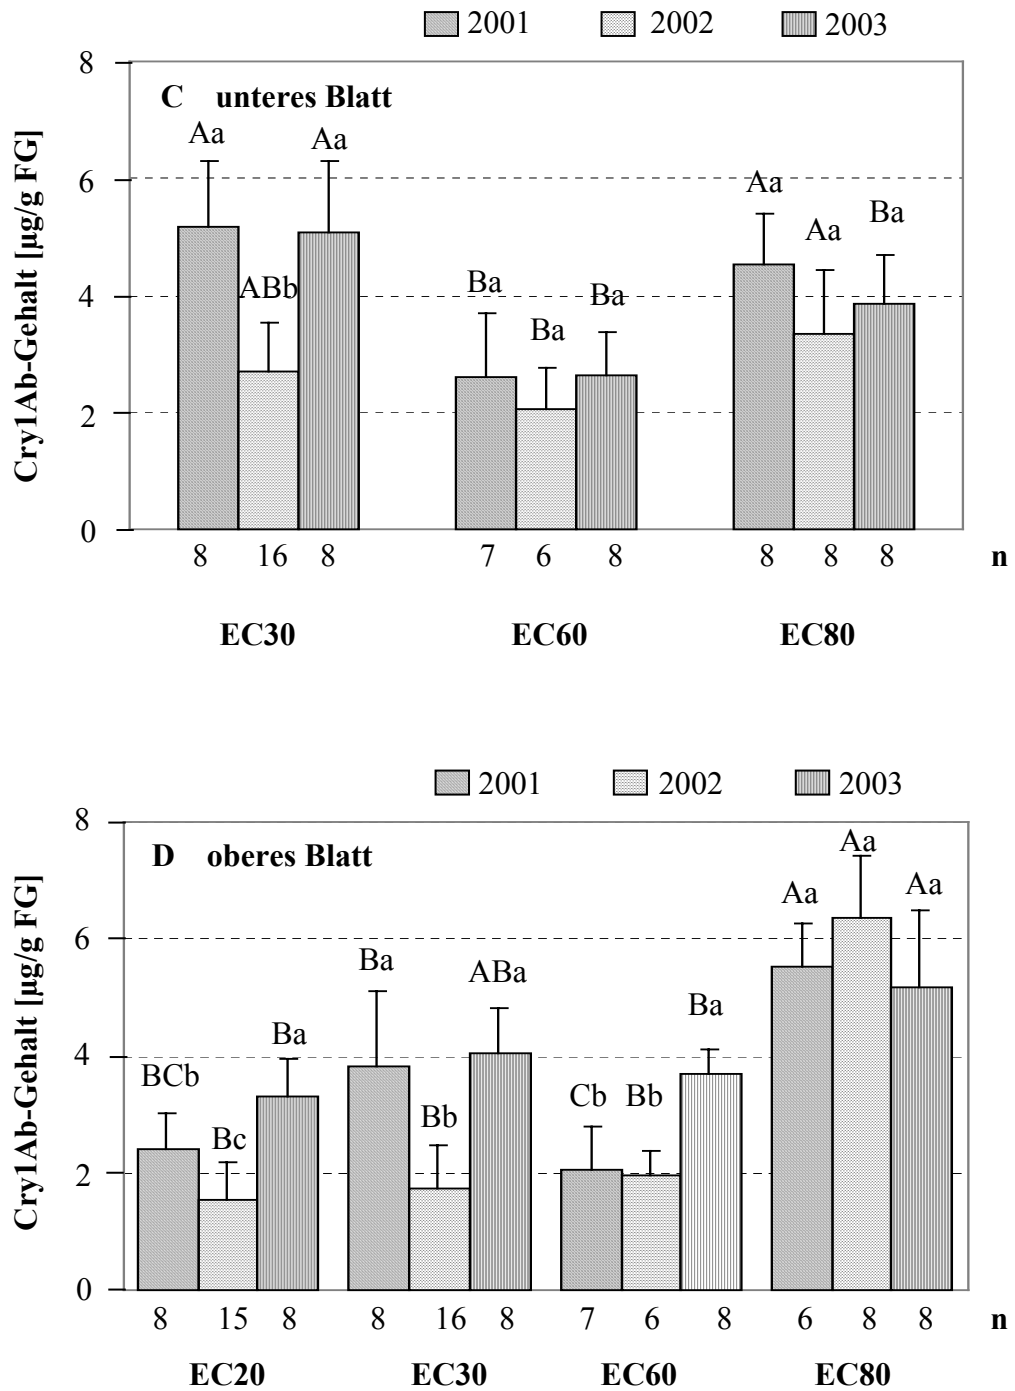 2001 2002 2003
8
C unteres Blatt
Aa Aa
6
Aa
Aa Ba
ABb Ba Ba
4
Ba
2
0
Cry1Ab-Gehalt [µg/g FG]
8 16 8 7 6 8 8 8 8 n
EC30 EC60 EC80
2001 2002 2003
8
D oberes Blatt
Aa
Aa Aa
6
Ba ABa
Ba
Ba
4
BCb Cb Bb
Bc Bb
2
0
Cry1Ab-Gehalt [µg/g FG]
8 15 8 8 16 8 7 6 8 6 8 8 n
EC20 EC30 EC60 EC80